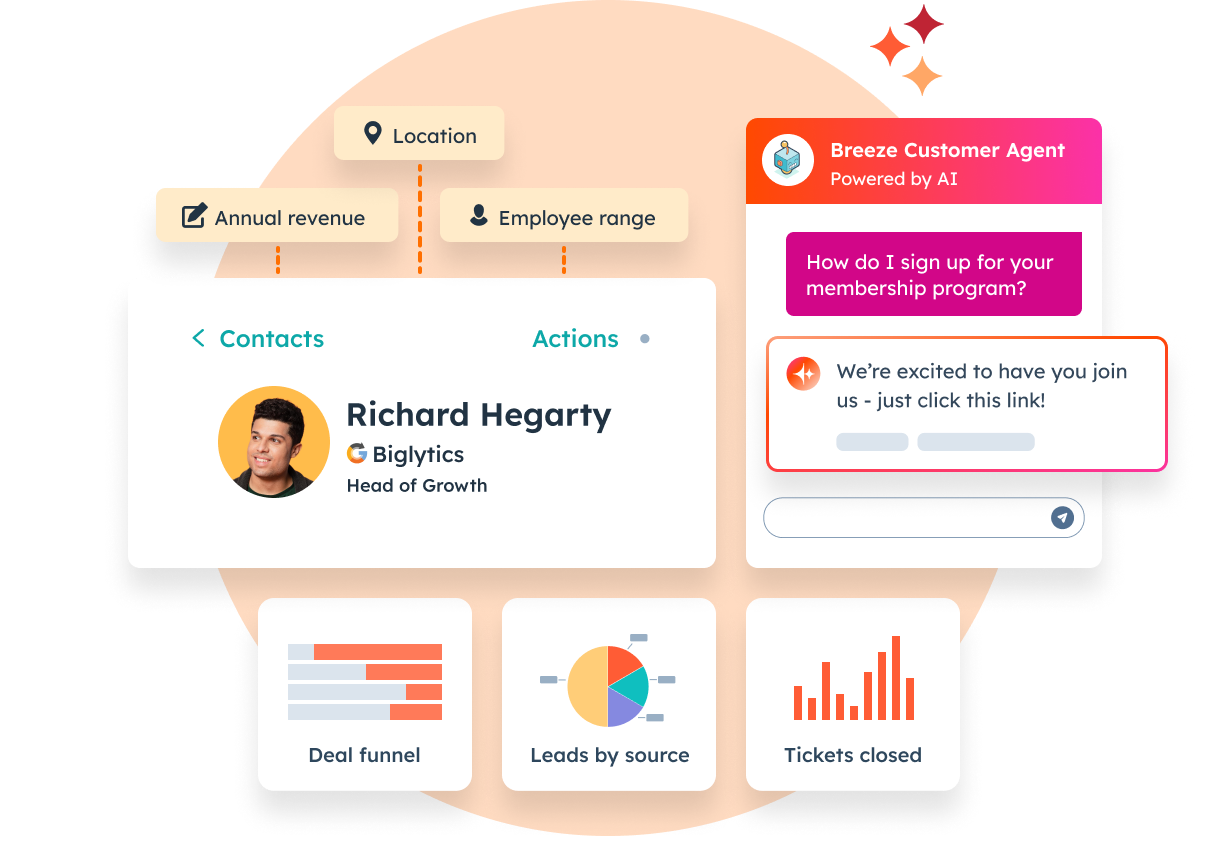 Location
Annual revenue
Employee range
Contacts
Actions
Richard Hegarty
Biglytics
Head of Growth
Breeze Customer Agent
Powered by AI
How do I sign up for your
membership program?
We’re excited to have you join
us - just click this link!
Deal funnel
Leads by source
Tickets closed